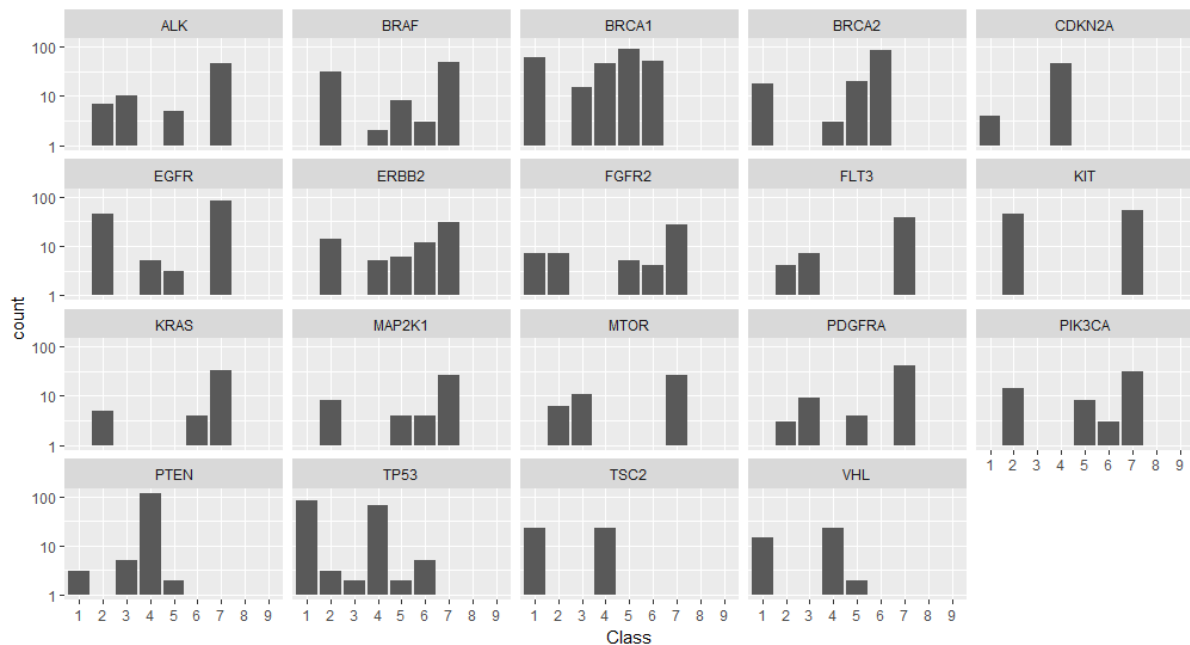 ALK BRAF BRCA1 BRCA2 CDKN2A
100
10
1
EGFR ERBB2 FGFR2 FLT3 KIT
100
10
1
count
KRAS MAP2K1 MTOR PDGFRA PIK3CA
100
10
1
1 2 3 4 5 6 7 8 9
PTEN TP53 TSC2 VHL
100
10
1
1 2 3 4 5 6 7 8 9 1 2 3 4 5 6 7 8 9 1 2 3 4 5 6 7 8 9 1 2 3 4 5 6 7 8 9
Class